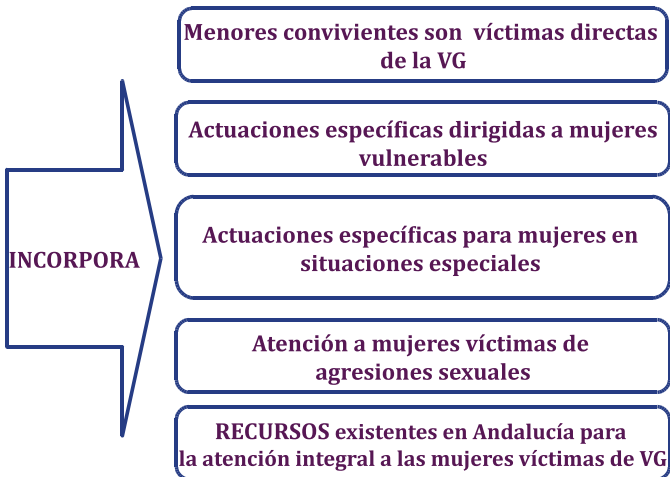 Menores convivientes son víctimas directas
de la VG
Actuaciones específicas dirigidas a mujeres
vulnerables
INCORPORA
Actuaciones específicas para mujeres en
situaciones especiales
Atención a mujeres víctimas de
agresiones sexuales
RECURSOS existentes en Andalucía para
la atención integral a las mujeres víctimas de VG